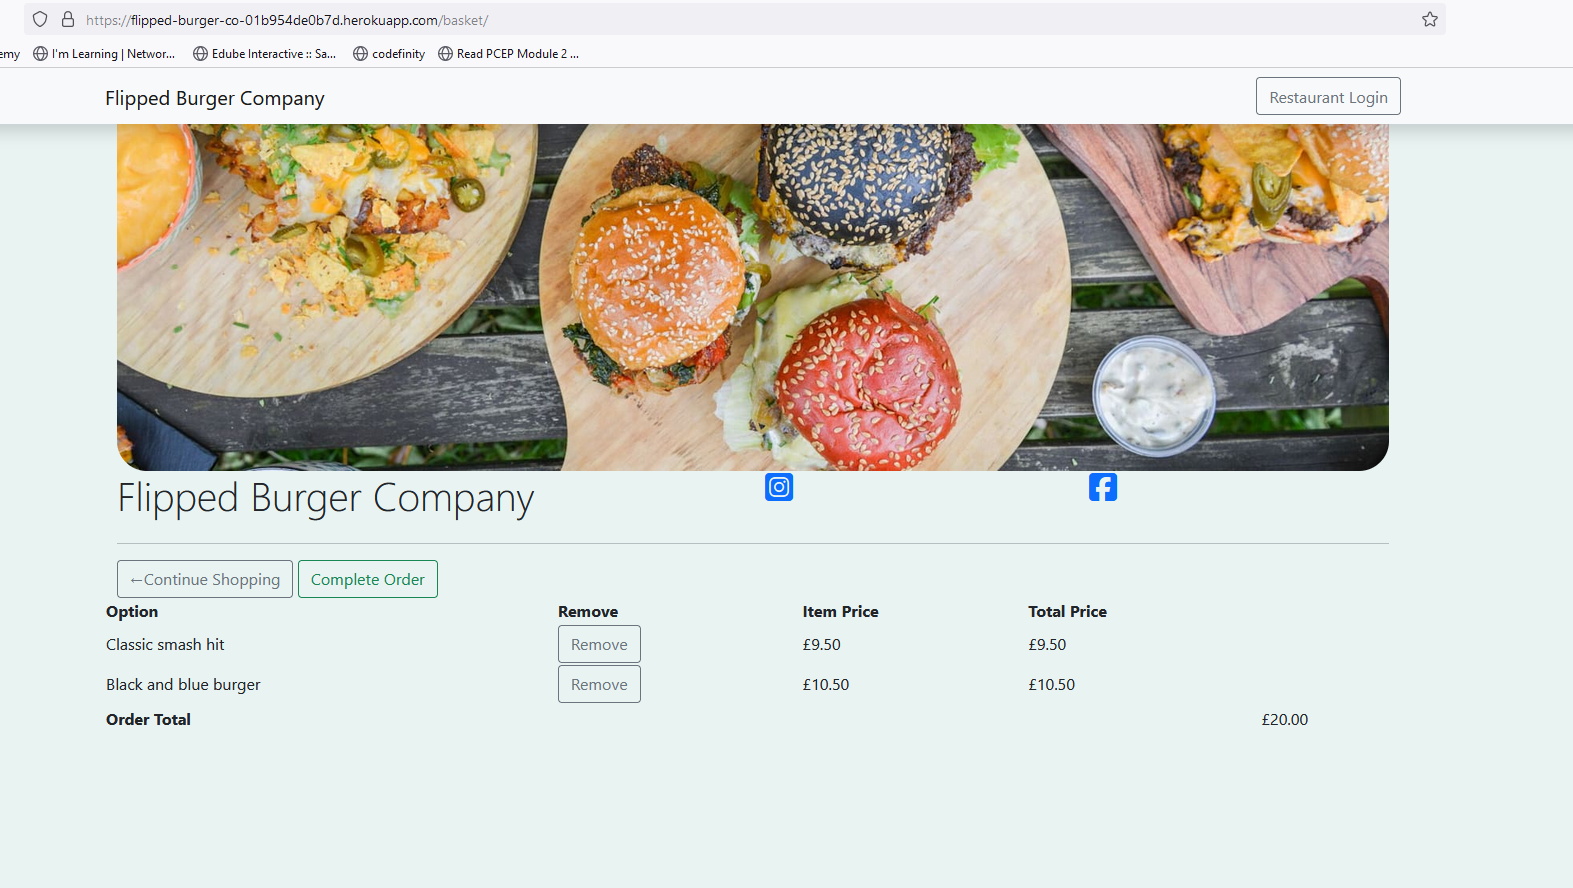 https://flipped-burger-co-01b954de0b7d.herokuapp.com/basket/
emy I'm Learning | Networ... Edube Interactive :: Sa... codefinity Read PCEP Module 2 ...
Flipped Burger Company Restaurant Login
Flipped Burger Company
←Continue Shopping Complete Order
Option Remove Item Price Total Price
Classic smash hit Remove £9.50 £9.50
Black and blue burger Remove £10.50 £10.50
Order Total £20.00